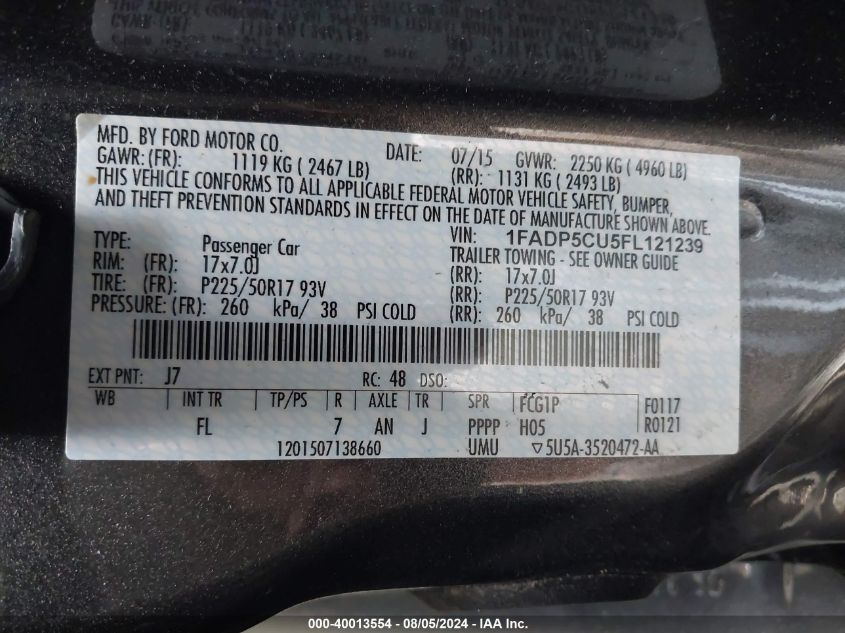 MFD. BY FORD MOTOR CO. DATE: 07/15 GVWR: 2250 KG ( 4960 LB)
GAWR: (FR): 1119 KG ( 2467 LB) (RR): 1131 KG ( 2493 LB)
THIS VEHICLE CONFORMS TO ALL APPLICABLE FEDERAL MOTOR VEHICLE SAFETY, BUMPER,
AND THEFT PREVENTION STANDARDS IN EFFECT ON THE DATE OF MANUFACTURE SHOWN ABOVE.
VIN: 1FADP5CU5FL121239
TYPE: Passenger Car TRAILER TOWING - SEE OWNER GUIDE
RIM: (FR): 17x7.0J (RR): 17x7.0J
TIRE: (FR): P225/50R17 93V (RR): P225/50R17 93V
PRESSURE: (FR): 260 kPa/ 38 PSI COLD (RR): 260 kPa/ 38 PSI COLD
EXT PNT: J7 RC: 48 DSO:
WB INT TR TP/PS R AXLE TR SPR FCG1P F0117
FL 7 AN J PPPP H05 R0121
1201507138660 UMU ▽5U5A-3520472-AA
000-40013554 - 08/05/2024 - IAA Inc.